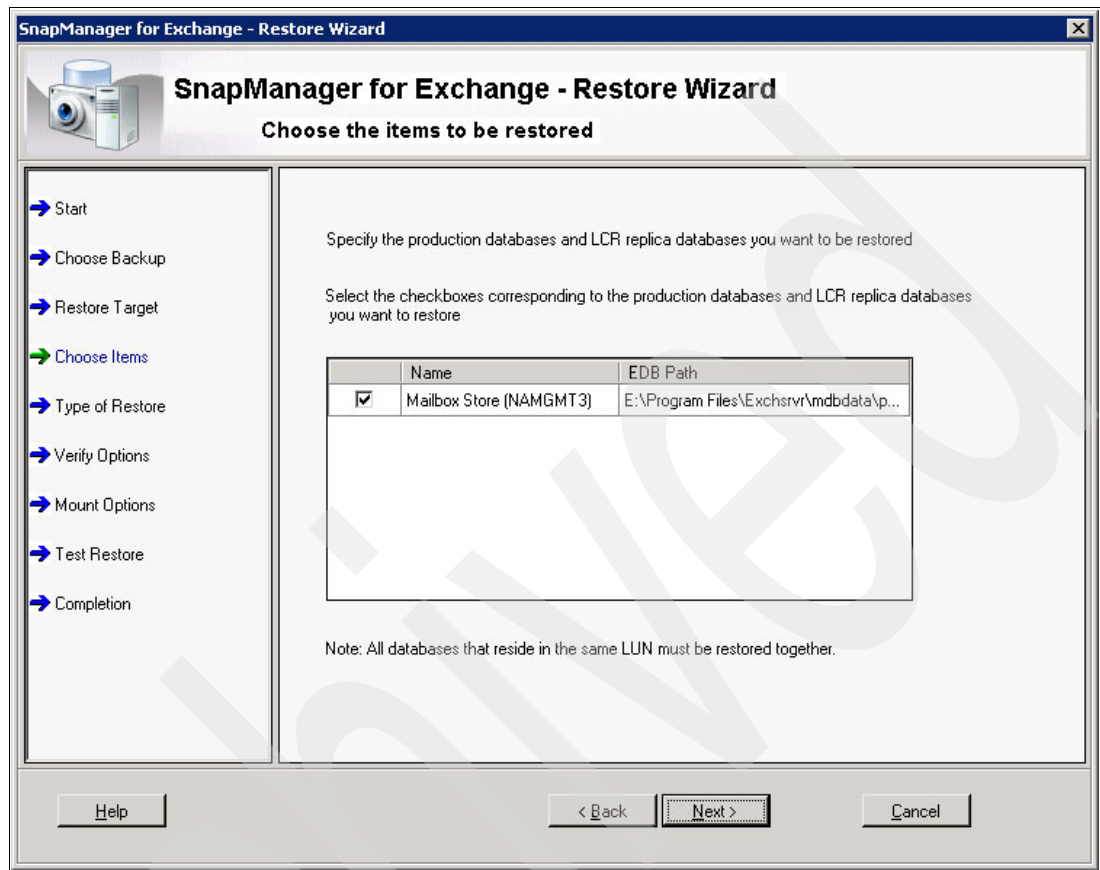 SnapManager for Exchange - Restore Wizard
SnapManager for Exchange - Restore Wizard
Choose the items to be restored
Start
Choose Backup
Restore Target
Choose Items
Type of Restore
Verify Options
Mount Options
Test Restore
Completion
Specify the production databases and LCR replica databases you want to be restored
Select the checkboxes corresponding to the production databases and LCR replica databases
you want to restore
Name EDB Path
Mailbox Store (NAMGMT3) E:\Program Files\Exchsrvr\mdbdata\p...
Note: All databases that reside in the same LUN must be restored together.
Help < Back Next > Cancel
hived